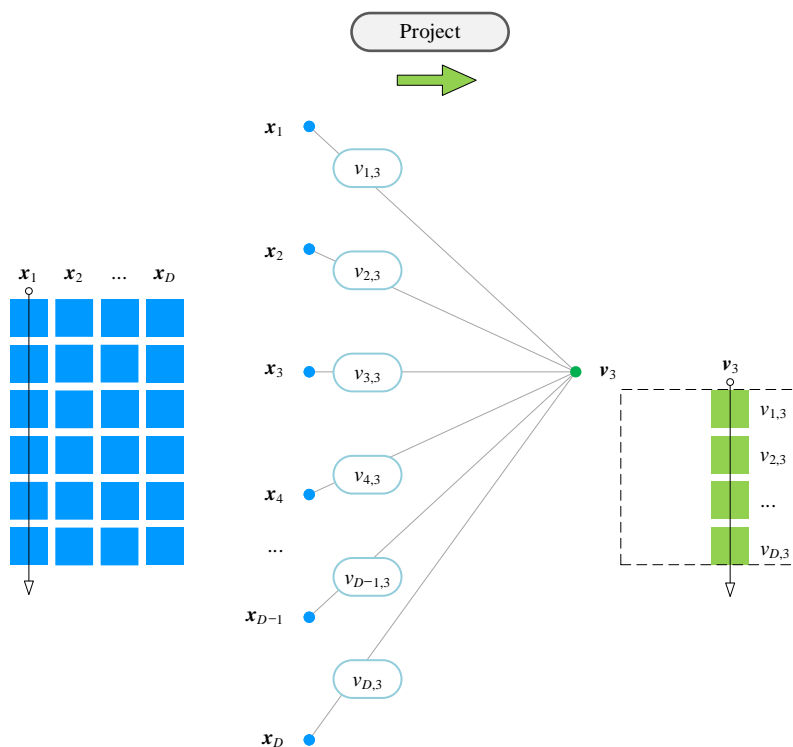 Project
x1
v1,3
x2
v2,3
x1 x2 ... xD
x3
v3,3
v3
v3
v1,3
v2,3
...
vD,3
x4
v4,3
...
vD−1,3
xD−1
vD,3
xD